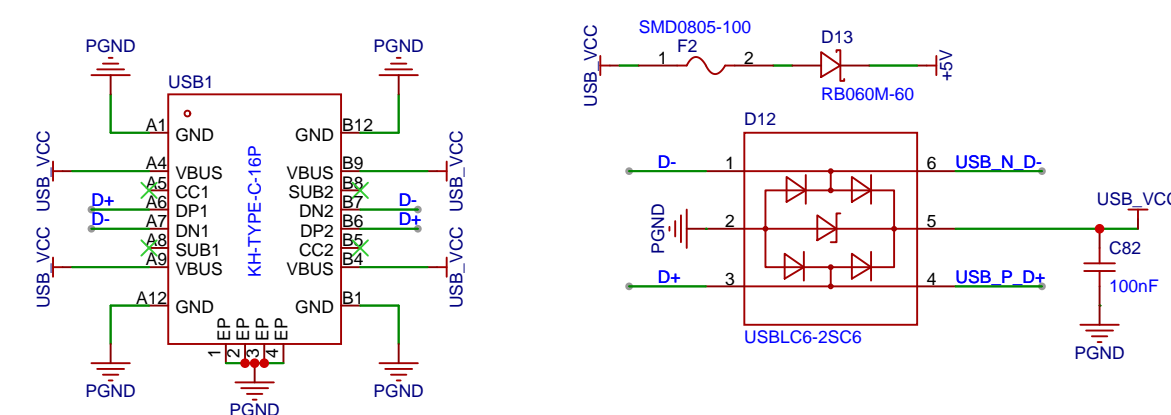 PGND
PGND
USB1
A1
GND
GND
B12
USB_VCC
A4
VBUS
VBUS
B9
USB_VCC
A5
CC1
SUB2
B8
D+
A6
DP1
DN2
B7
D-
D-
A7
DN1
DP2
B6
D+
A8
SUB1
CC2
B5
USB_VCC
A9
VBUS
VBUS
B4
USB_VCC
KH-TYPE-C-16P
A12
GND
GND
B1
EP
EP
EP
EP
1
2
3
4
PGND
PGND
PGND
SMD0805-100
USB_VCC
1
F2
2
D13
+5V
RB060M-60
D12
D-
1
6
USB_N_D-
PGND
2
5
USB_VCC
D+
3
4
USB_P_D+
C82
100nF
USBLC6-2SC6
PGND